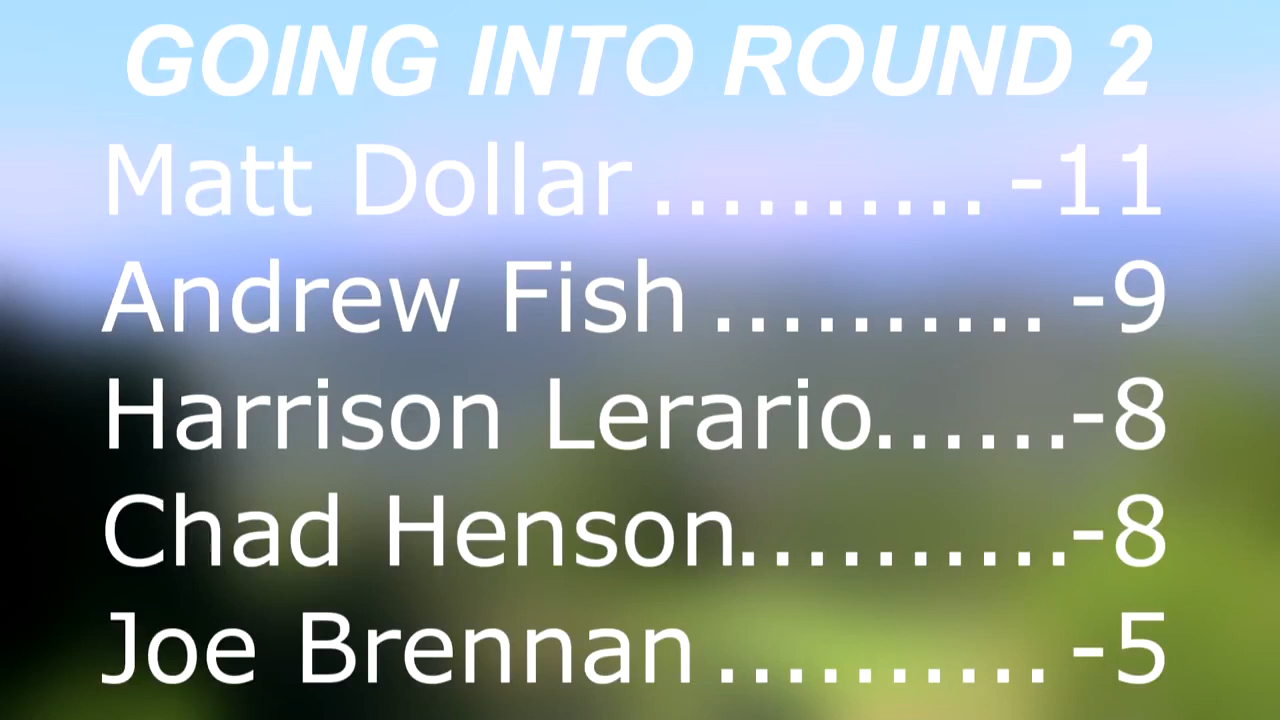 GOING INTO ROUND 2
Matt Dollar .......... -11
Andrew Fish .......... -9
Harrison Lerario......-8
Chad Henson..........-8
Joe Brennan .......... -5